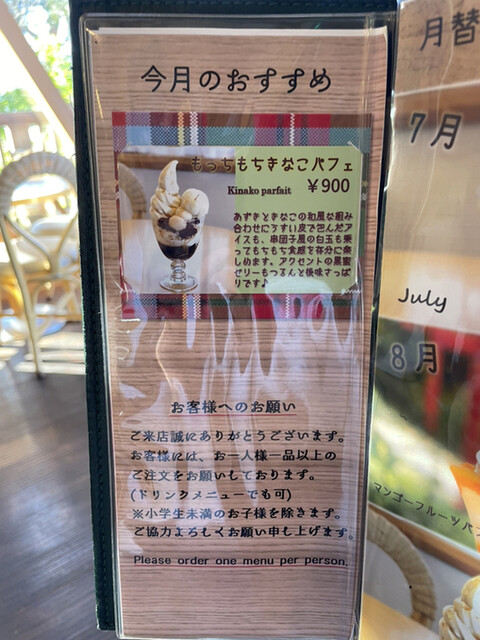 今月のおすすめ
もっちもちきなこパフェ
Kinako parfait ￥900
あずきときなこの和風な組み
合わせにうすい皮で包んだア
イスも、串団子屋の白玉も乗
ってもちもち食感を存分に楽
しめます。アクセントの黒蜜
ゼリーもつるんと後味さっぱ
りです♪
お客様へのお願い
ご来店誠にありがとうございます。
お客様には、お一人様一品以上の
ご注文をお願いしております。
(ドリンクメニューでも可)
※小学生未満のお子様を除きます。
ご協力よろしくお願い申し上げます。
Please order one menu per person.
月替
7月
July
8月
マンゴーフルーツパフ